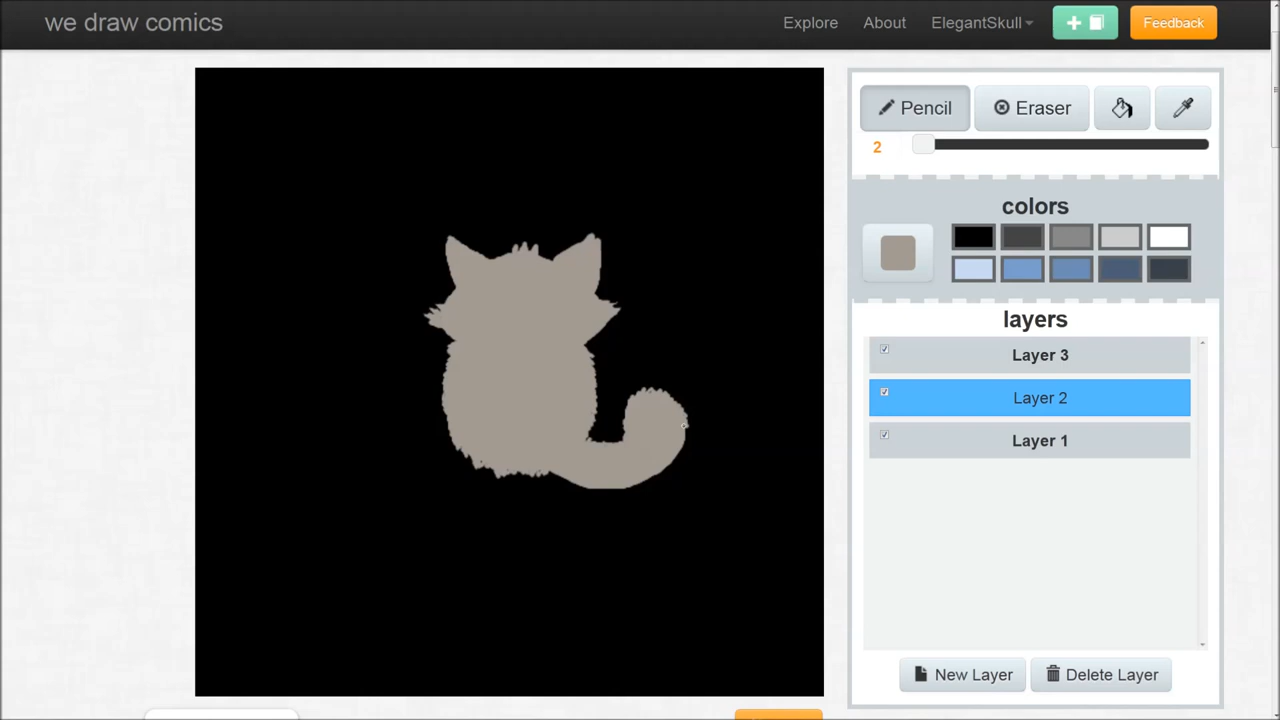 we draw comics
Explore
About
ElegantSkull
Feedback
Pencil
Eraser
2
colors
layers
Layer 3
Layer 2
Layer 1
New Layer
Delete Layer